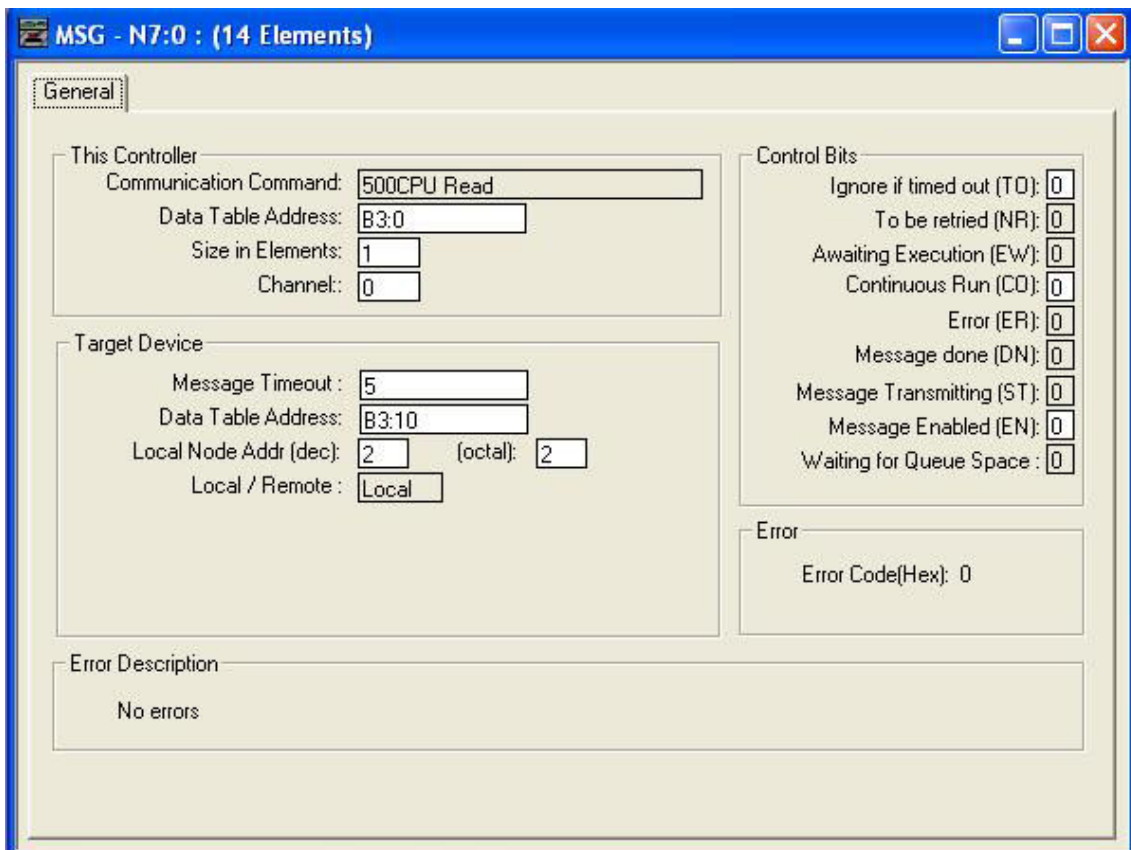 MSG - N7:0 : (14 Elements)
General
This Controller
Communication Command: 500CPU Read
Data Table Address: B3:0
Size in Elements: 1
Channel:: 0
Target Device
Message Timeout : 5
Data Table Address: B3:10
Local Node Addr (dec): 2 (octal): 2
Local / Remote : Local
Control Bits
Ignore if timed out (TO): 0
To be retried (NR): 0
Awaiting Execution (EW): 0
Continuous Run (CO): 0
Error (ER): 0
Message done (DN): 0
Message Transmitting (ST): 0
Message Enabled (EN): 0
Waiting for Queue Space : 0
Error
Error Code(Hex): 0
Error Description
No errors